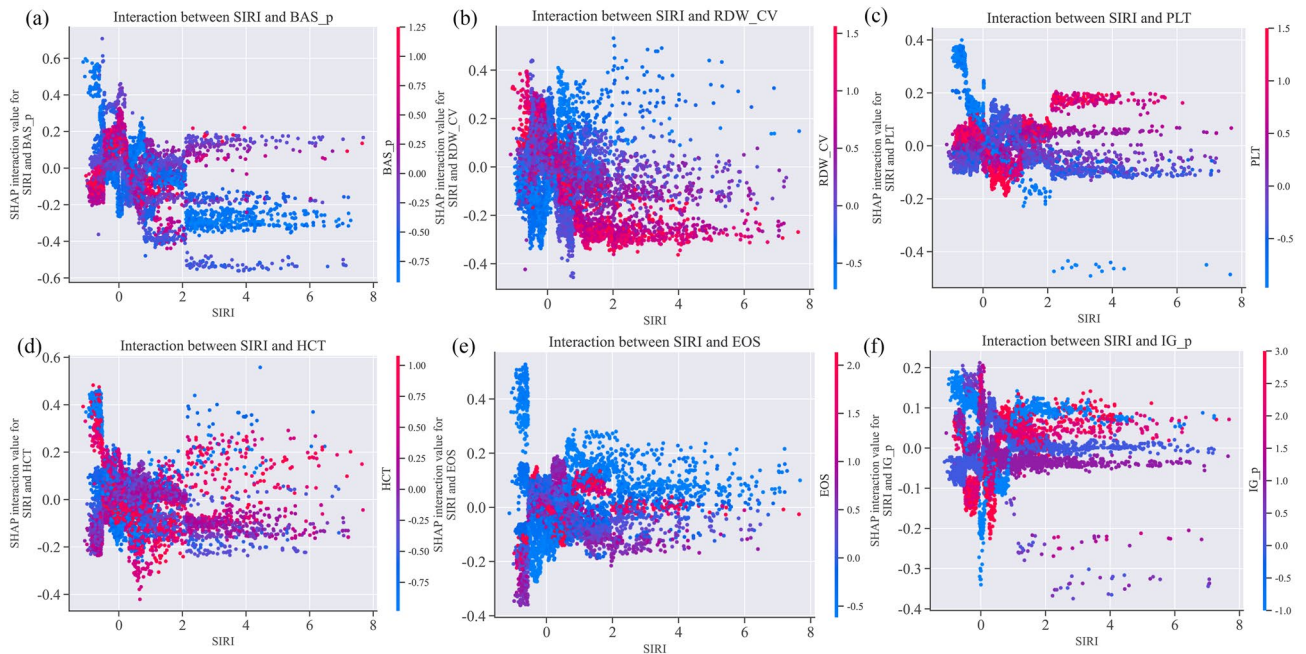 (a)
Interaction between SIRI and BAS_p
SHAP interaction value for
SIRI and BAS_p
0.6
0.4
0.2
0.0
-0.2
-0.4
-0.6
0 2 4 6 8
SIRI
1.25
1.00
0.75
0.50
0.25
0.00
-0.25
-0.50
-0.75
BAS_p
(b)
Interaction between SIRI and RDW_CV
SHAP interaction value for
SIRI and RDW_CV
0.4
0.2
0.0
-0.2
-0.4
0 2 4 6 8
SIRI
1.5
1.0
0.5
0.0
-0.5
RDW_CV
(c)
Interaction between SIRI and PLT
SHAP interaction value for
SIRI and PLT
0.4
0.2
0.0
-0.2
-0.4
0 2 4 6 8
SIRI
1.5
1.0
0.5
0.0
-0.5
PLT
(d)
Interaction between SIRI and HCT
SHAP interaction value for
SIRI and HCT
0.6
0.4
0.2
0.0
-0.2
-0.4
0 2 4 6 8
SIRI
1.00
0.75
0.50
0.25
0.00
-0.25
-0.50
-0.75
HCT
(e)
Interaction between SIRI and EOS
SHAP interaction value for
SIRI and EOS
0.4
0.2
0.0
-0.2
-0.4
0 2 4 6 8
SIRI
2.0
1.5
1.0
0.5
0.0
-0.5
EOS
(f)
Interaction between SIRI and IG_p
SHAP interaction value for
SIRI and IG_p
0.2
0.1
0.0
-0.1
-0.2
-0.3
-0.4
0 2 4 6 8
SIRI
3.0
2.5
2.0
1.5
1.0
0.5
0.0
-0.5
-1.0
IG_p